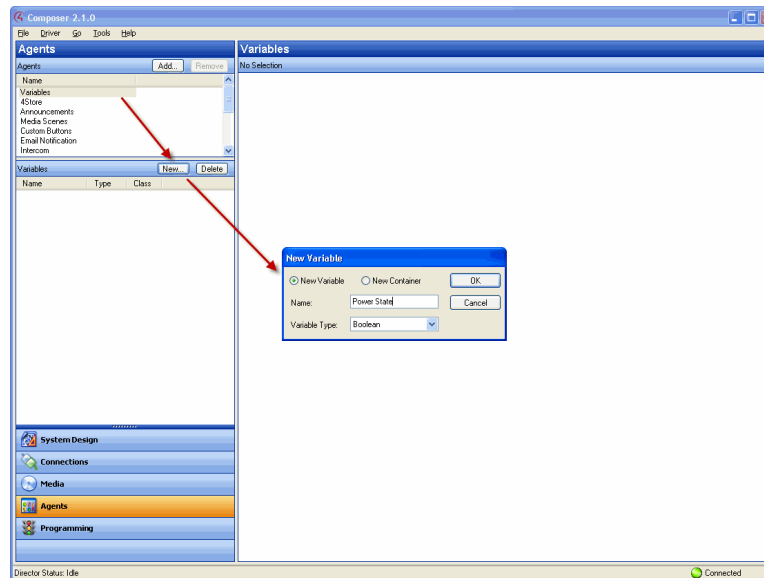 Composer 2.1.0
File Driver Go Tools Help
Agents
Agents Add... Remove
Name
Variables
4Store
Announcements
Media Scenes
Custom Buttons
Email Notification
Intercom
Variables New... Delete
Name Type Class
System Design
Connections
Media
Agents
Programming
Variables
No Selection
New Variable
New Variable New Container OK
Name: Power State Cancel
Variable Type: Boolean
Director Status: Idle Connected